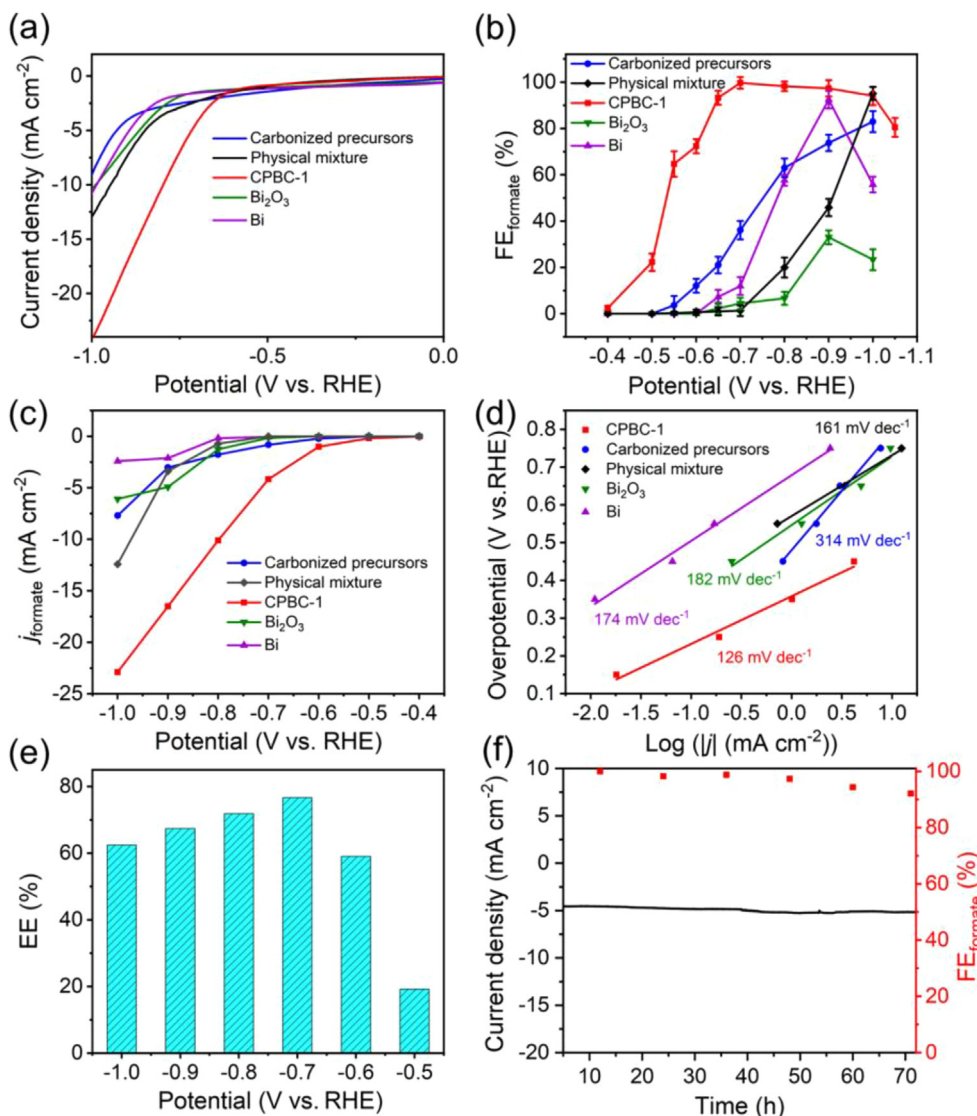 (a)
Current density (mA cm⁻²)
0
-5
-10
-15
-20
-1.0
-0.5
0.0
Potential (V vs. RHE)
Carbonized precursors
Physical mixture
CPBC-1
Bi₂O₃
Bi
(b)
FE_formate (%)
100
80
60
40
20
0
-0.4 -0.5 -0.6 -0.7 -0.8 -0.9 -1.0 -1.1
Potential (V vs. RHE)
Carbonized precursors
Physical mixture
CPBC-1
Bi₂O₃
Bi
(c)
j_formate (mA cm⁻²)
0
-5
-10
-15
-20
-25
-1.0 -0.9 -0.8 -0.7 -0.6 -0.5 -0.4
Potential (V vs. RHE)
Carbonized precursors
Physical mixture
CPBC-1
Bi₂O₃
Bi
(d)
Overpotential (V vs.RHE)
0.8
0.7
0.6
0.5
0.4
0.3
0.2
0.1
-2.0 -1.5 -1.0 -0.5 0.0 0.5 1.0
Log (|j| (mA cm⁻²))
CPBC-1
Carbonized precursors
Physical mixture
Bi₂O₃
Bi
161 mV dec⁻¹
314 mV dec⁻¹
182 mV dec⁻¹
174 mV dec⁻¹
126 mV dec⁻¹
(e)
EE (%)
80
60
40
20
0
-1.0 -0.9 -0.8 -0.7 -0.6 -0.5
Potential (V vs. RHE)
(f)
Current density (mA cm⁻²)
10
5
0
-5
-10
-15
-20
10 20 30 40 50 60 70
Time (h)
100
80
60
40
20
0
FE_formate (%)